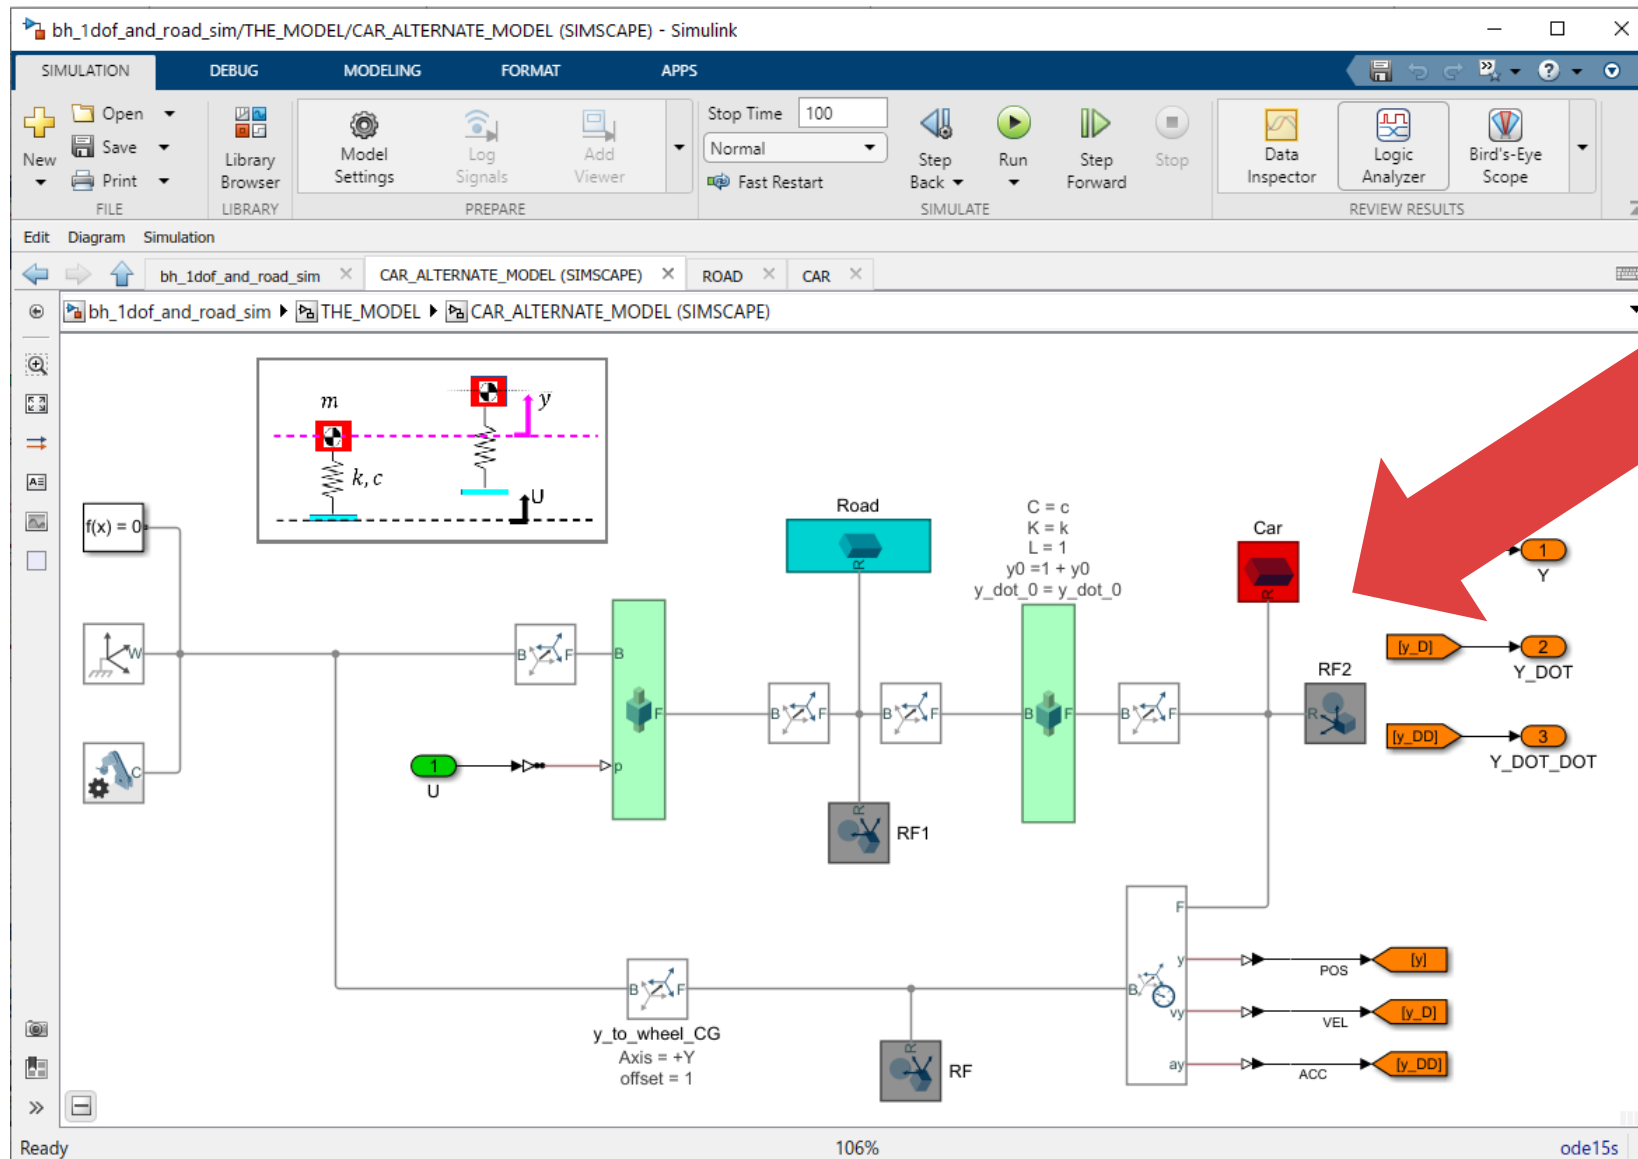 bh_1dof_and_road_sim/THE_MODEL/CAR_ALTERNATE_MODEL (SIMSCAPE) - Simulink
SIMULATION DEBUG MODELING FORMAT APPS
New
Open
Save
Print
FILE
Library Browser
LIBRARY
Model Settings
Log Signals
Add Viewer
PREPARE
Stop Time 100
Normal
Fast Restart
Step Back
Run
Step Forward
Stop
SIMULATE
Data Inspector
Logic Analyzer
Bird's-Eye Scope
REVIEW RESULTS
Edit Diagram Simulation
bh_1dof_and_road_sim CAR_ALTERNATE_MODEL (SIMSCAPE) ROAD CAR
bh_1dof_and_road_sim THE_MODEL CAR_ALTERNATE_MODEL (SIMSCAPE)
m
y
k, c
U
f(x) = 0
W
C
B F
B
F
p
1
U
Road
R
B F
B F
R
RF1
C = c
K = k
L = 1
y0 =1 + y0
y_dot_0 = y_dot_0
B F
B F
Car
R
RF2
R
1
Y
[y_D] 2
Y_DOT
[y_DD] 3
Y_DOT_DOT
B F
y_to_wheel_CG
Axis = +Y
offset = 1
R
RF
F
B
y POS [y]
vy VEL [y_D]
ay ACC [y_DD]
Ready 106% ode15s